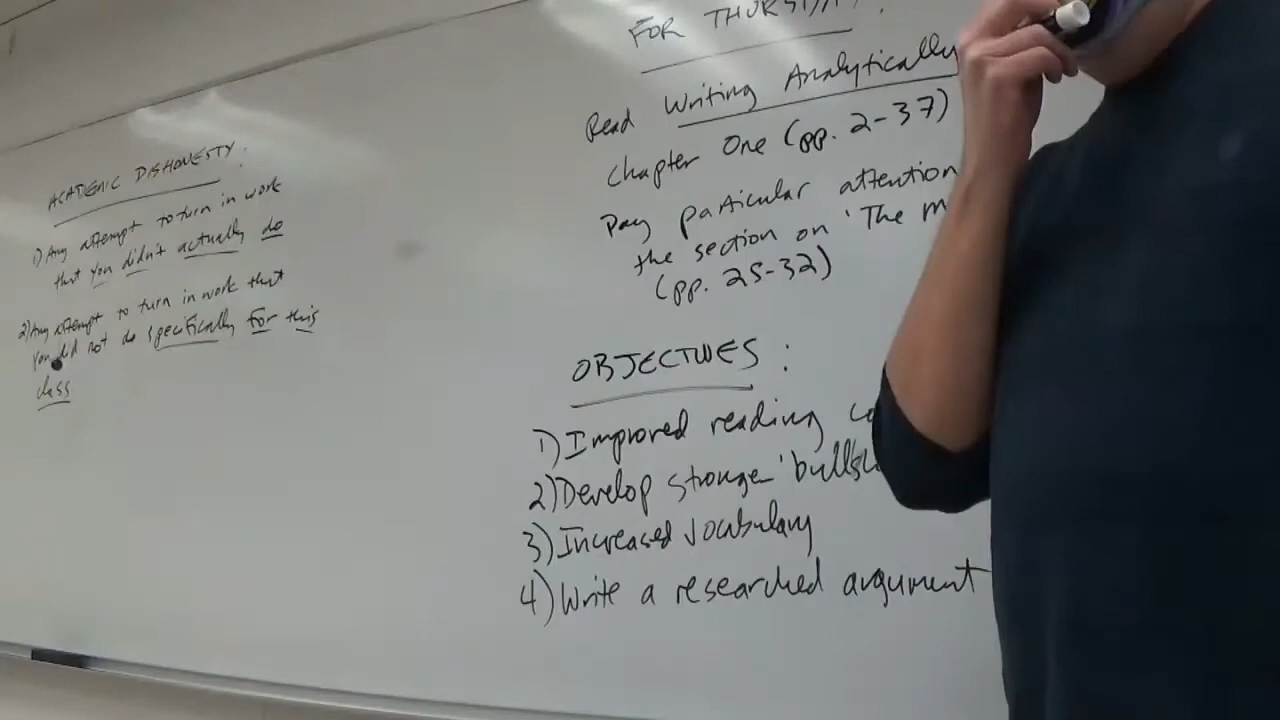 ACADEMIC DISHONESTY.
1) Any attempt to turn in work
that you didn't actually do
2) Any attempt to turn in work that
you did not do specifically for this
class
FOR THURSDAY:
Read Writing Analytically
Chapter One (pp. 2-37)
Pay particular attention
the section on 'The
(pp. 25-32)
OBJECTIVES:
1) Improved reading
2) Develop stronger
3) Increased vocabulary
4) Write a researched argument